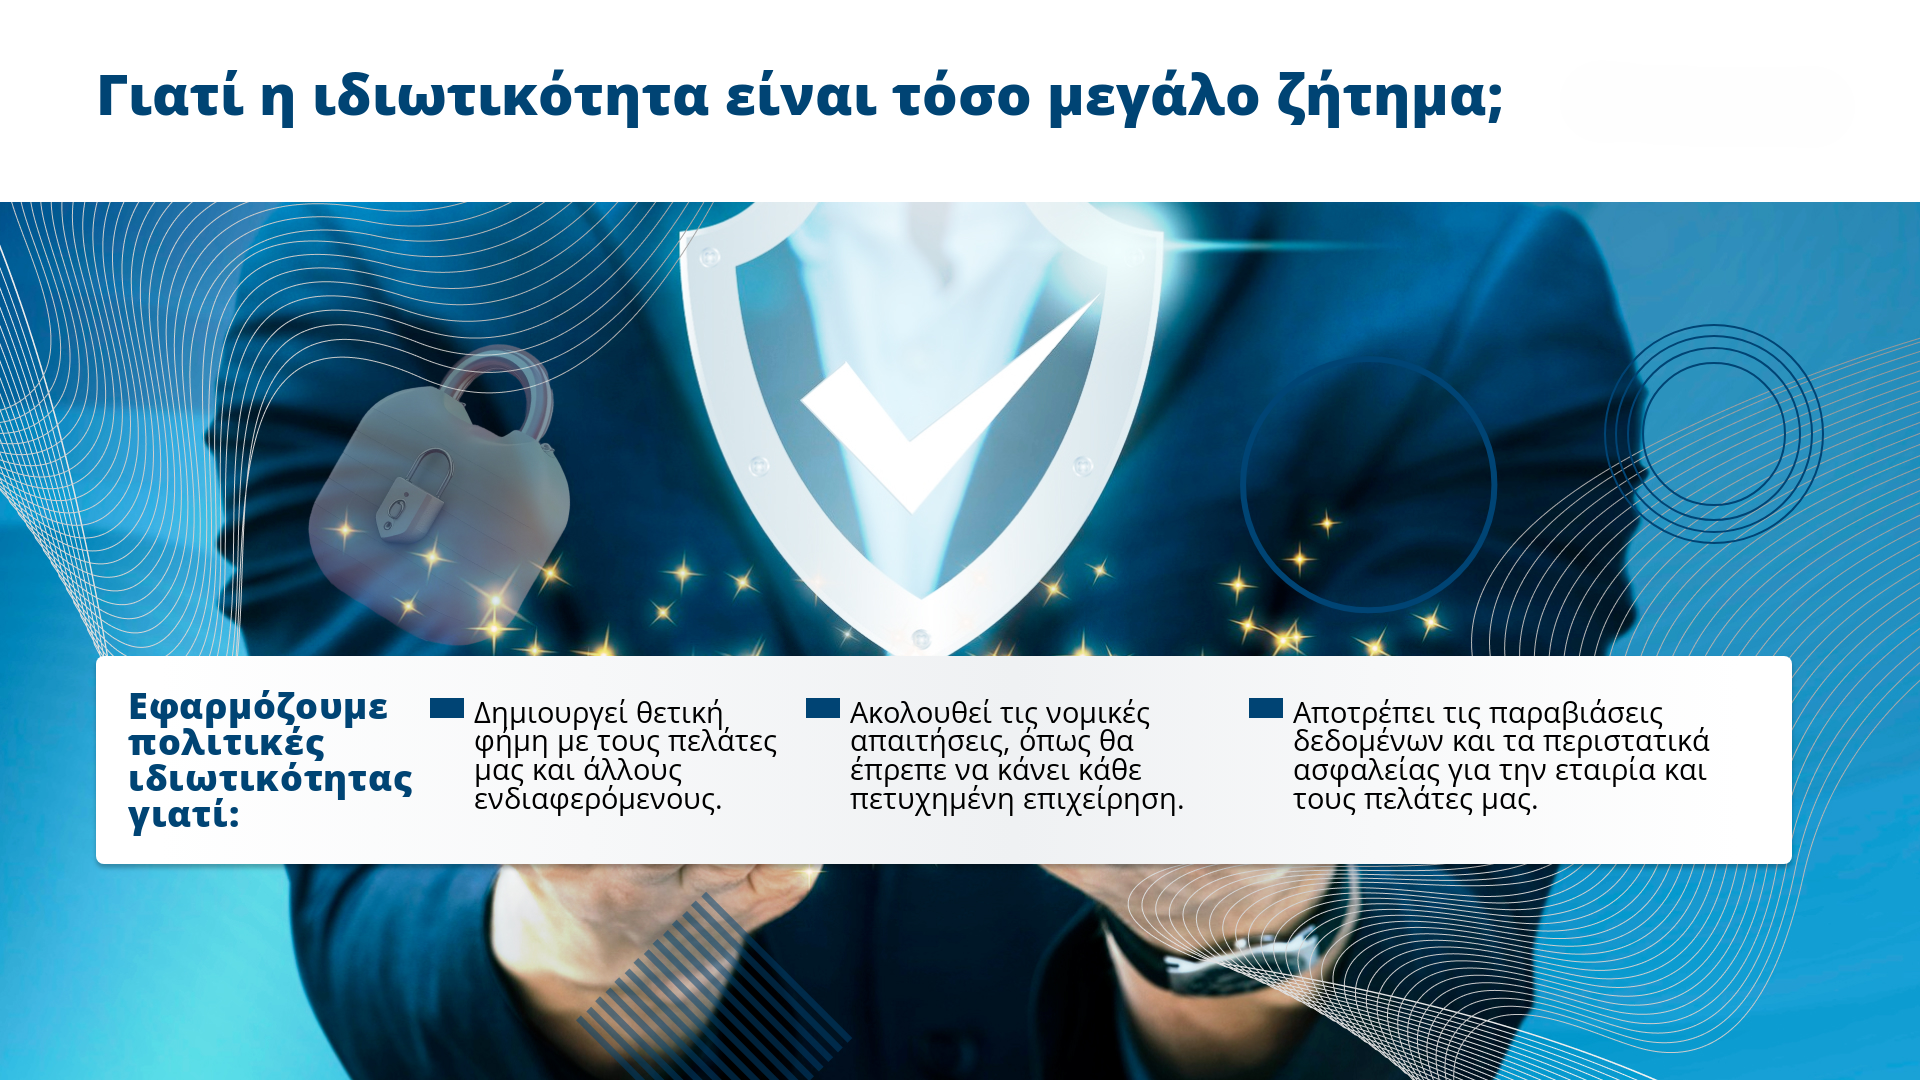 Γιατί η ιδιωτικότητα είναι τόσο μεγάλο ζήτημα;
Εφαρμόζουμε
πολιτικές
ιδιωτικότητας
γιατί:
Δημιουργεί θετική
φήμη με τους πελάτες
μας και άλλους
ενδιαφερόμενους.
Ακολουθεί τις νομικές
απαιτήσεις, όπως θα
έπρεπε να κάνει κάθε
πετυχημένη επιχείρηση.
Αποτρέπει τις παραβιάσεις
δεδομένων και τα περιστατικά
ασφαλείας για την εταιρία και
τους πελάτες μας.